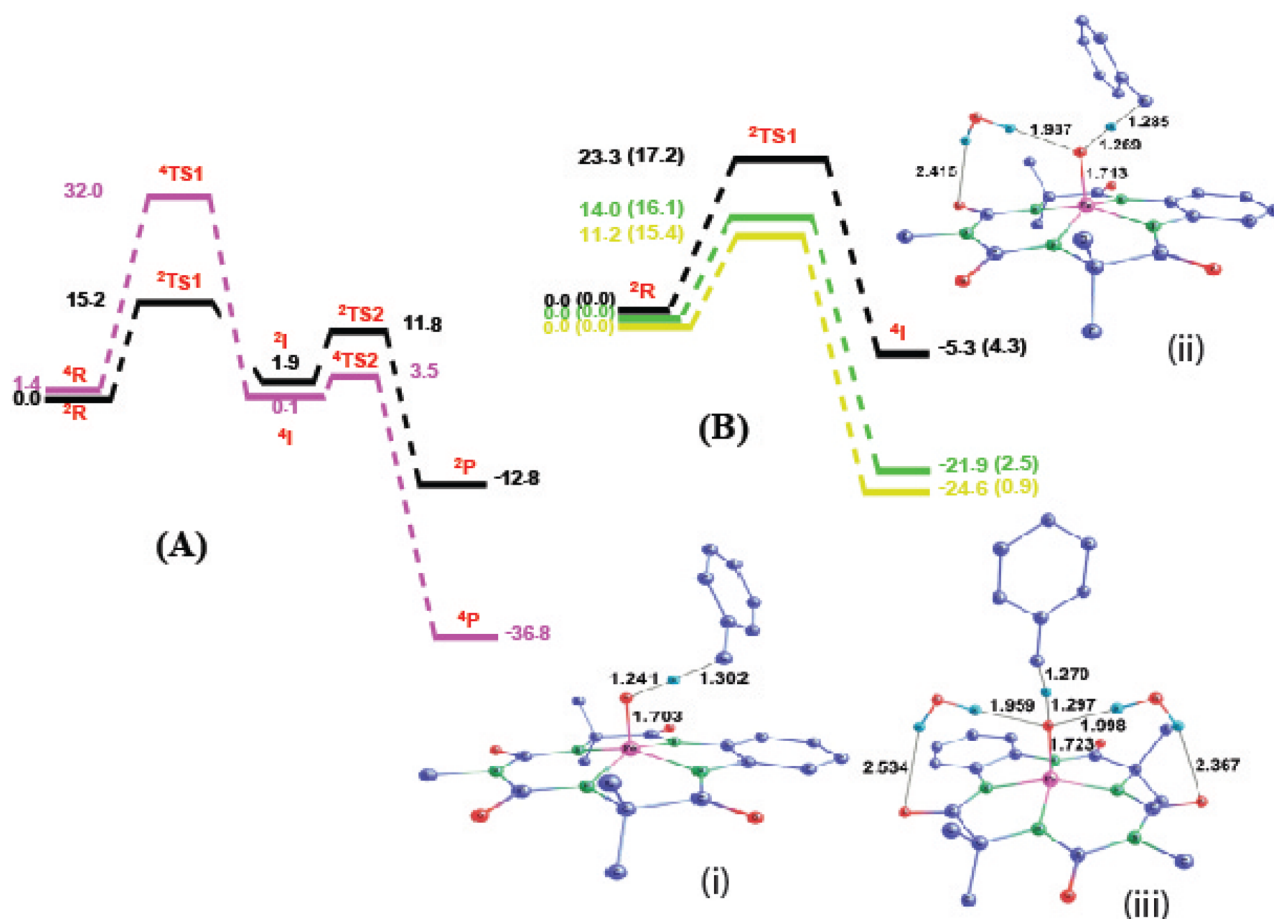 ⁴TS1
32.0
²TS1
15.2
²TS2
11.8
²I
1.9
⁴TS2
3.5
⁴R
1.4
0.0
²R
0.1
⁴I
²P
-12.8
(A)
⁴P
-36.8
²TS1
23.3 (17.2)
14.0 (16.1)
11.2 (15.4)
²R
0.0 (0.0)
0.0 (0.0)
0.0 (0.0)
⁴I
-5.3 (4.3)
(B)
-21.9 (2.5)
-24.6 (0.9)
1.937
1.285
1.269
2.415
1.713
(ii)
1.241
1.302
1.703
Fe
(i)
1.270
1.959
1.297
1.998
1.723
2.534
2.367
(iii)